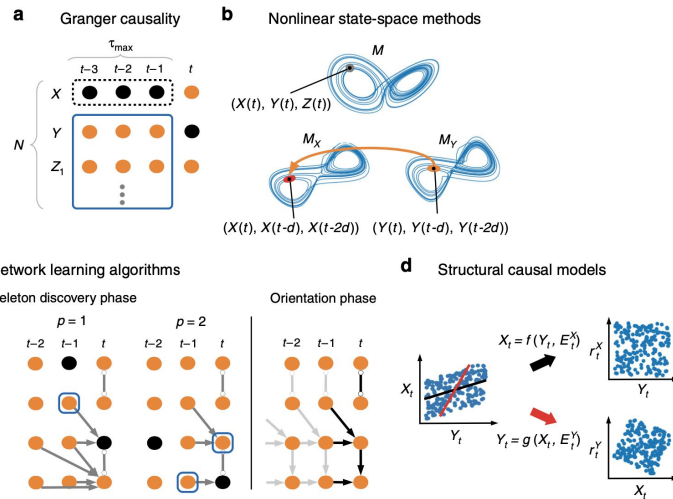 a Granger causality
τmax
t–3 t–2 t–1 t
X
N
Y
Z1
b Nonlinear state-space methods
M
(X(t), Y(t), Z(t))
MX MY
(X(t), X(t-d), X(t-2d)) (Y(t), Y(t-d), Y(t-2d))
etwork learning algorithms
eleton discovery phase
p = 1 p = 2
t–2 t–1 t t–2 t–1 t
Orientation phase
t–2 t–1 t
d Structural causal models
Xt = f (Yt, EtX)
rtX
Yt
Xt
Yt
Yt = g (Xt, EtY)
rtY
Xt